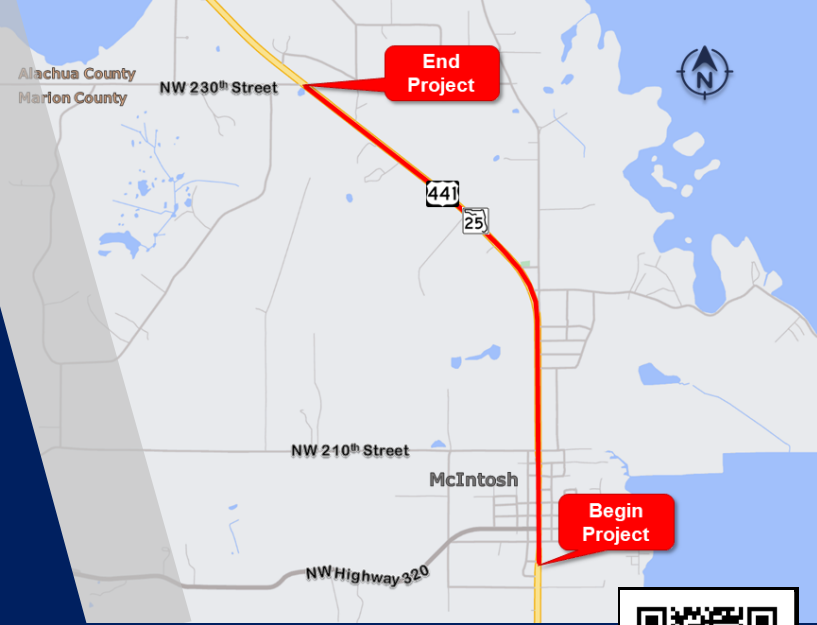 End
Project
Alachua County
NW 230th Street
Marion County
N
441
25
NW 210th Street
McIntosh
Begin
Project
NW Highway 320